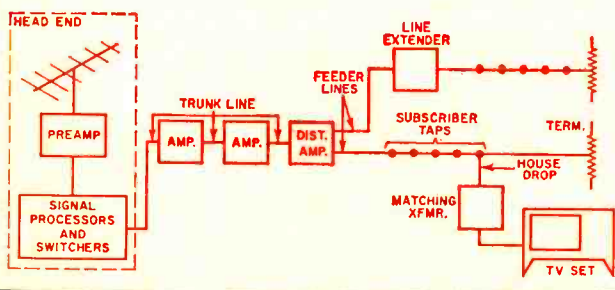 HEAD END
PREAMP
SIGNAL
PROCESSORS
AND
SWITCHERS
TRUNK LINE
AMP.
AMP.
DIST.
AMP.
FEEDER
LINES
LINE
EXTENDER
SUBSCRIBER
TAPS
TERM.
HOUSE
DROP
MATCHING
XFMR.
TV SET